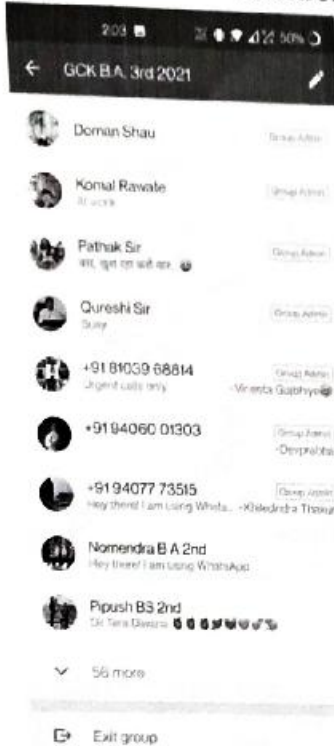 2:03 50%
GCK B.A. 3rd 2021
Doman Shau Group Admin
Komal Rawate Group Admin
At work
Pathak Sir Group Admin
Qureshi Sir Group Admin
Busy
+91 81039 68814 Group Admin
Urgent calls only
+91 94060 01303 Group Admin
-Devprabha
+91 94077 73515 Group Admin
Hey there! I am using Whats... -Khilendra Thakur
Nomendra B A 2nd
Hey there! I am using WhatsApp
Pipush BS 2nd
56 more
Exit group